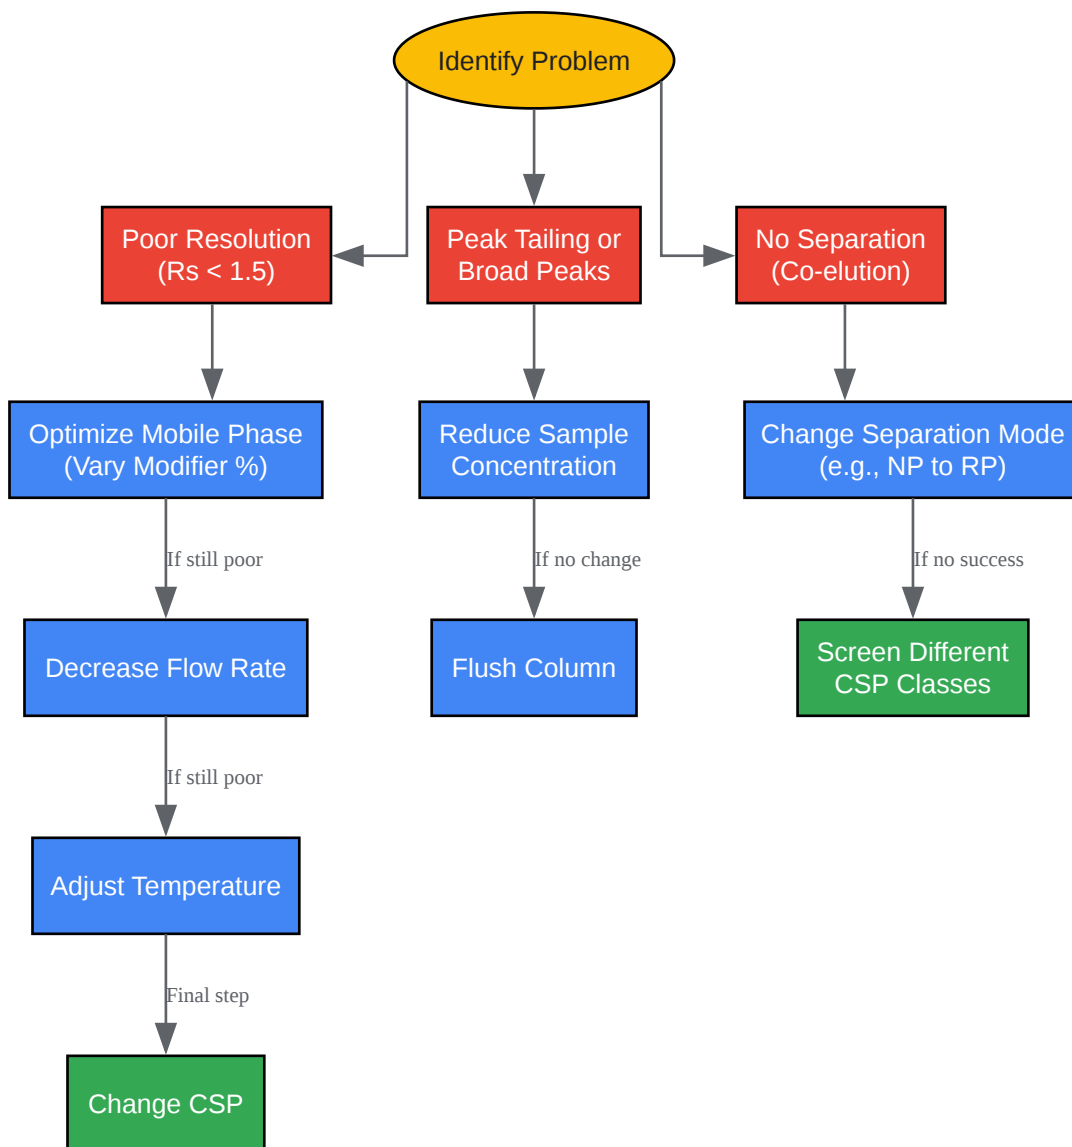 Identify Problem
Poor Resolution
(Rs < 1.5)
Peak Tailing or
Broad Peaks
No Separation
(Co-elution)
Optimize Mobile Phase
(Vary Modifier %)
Reduce Sample
Concentration
Change Separation Mode
(e.g., NP to RP)
If still poor
If no change
If no success
Decrease Flow Rate
Flush Column
Screen Different
CSP Classes
If still poor
Adjust Temperature
Final step
Change CSP